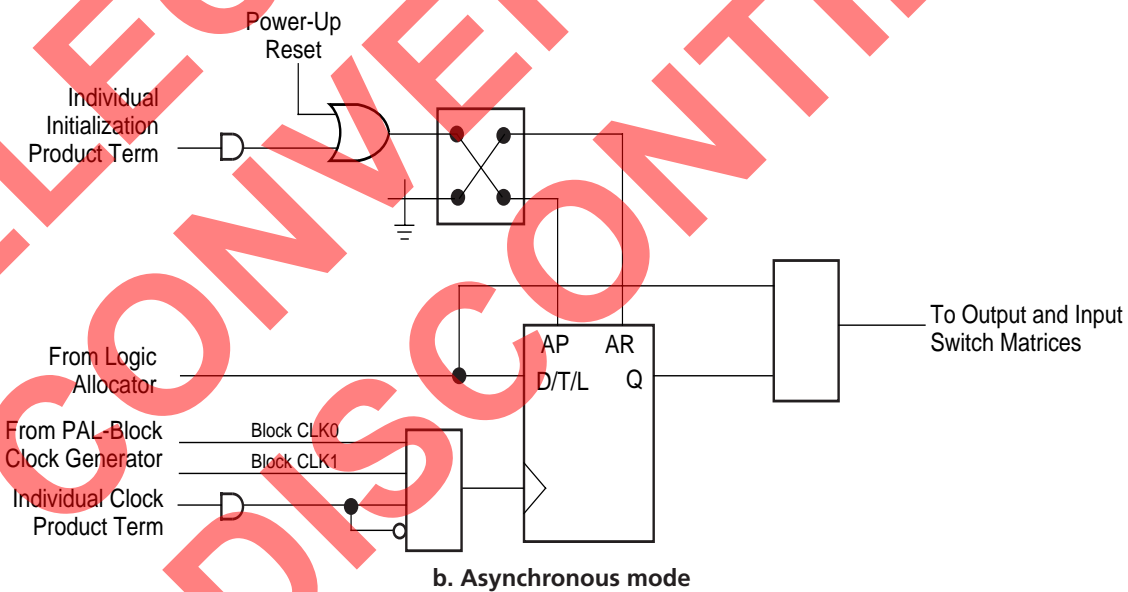 Power-Up
Reset
Individual
Initialization
Product Term
AP
AR
D/T/L
Q
To Output and Input
Switch Matrices
From Logic
Allocator
From PAL-Block
Clock Generator
Block CLK0
Block CLK1
Individual Clock
Product Term
b. Asynchronous mode